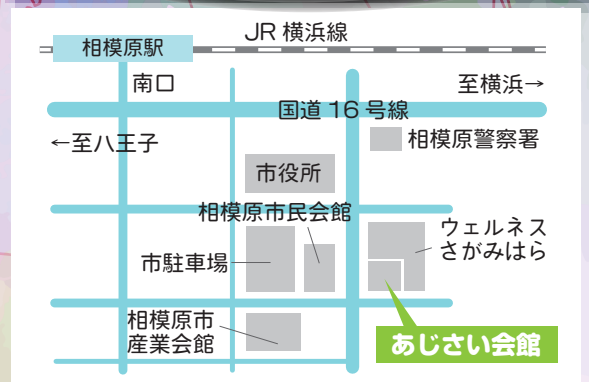 JR 横浜線
相模原駅
南口
至横浜→
国道16号線
←至八王子
相模原警察署
市役所
相模原市民会館
ウェルネス
さがみはら
市駐車場
相模原市
産業会館
あじさい会館